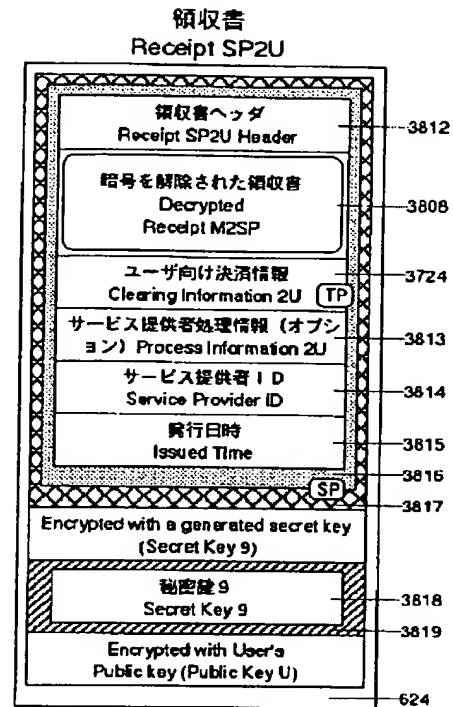 領収書
Receipt SP2U
領収書ヘッダ
Receipt SP2U Header
3812
暗号を解除された領収書
Decrypted
Receipt M2SP
3808
ユーザ向け決済情報
Clearing Information 2U
TP
3724
サービス提供者処理情報（オプシ
ョン）Process Information 2U
3813
サービス提供者ＩＤ
Service Provider ID
3814
発行日時
Issued Time
3815
3816
SP
3817
Encrypted with a generated secret key
(Secret Key 9)
秘密鍵９
Secret Key 9
3818
3819
Encrypted with User's
Public key (Public Key U)
624